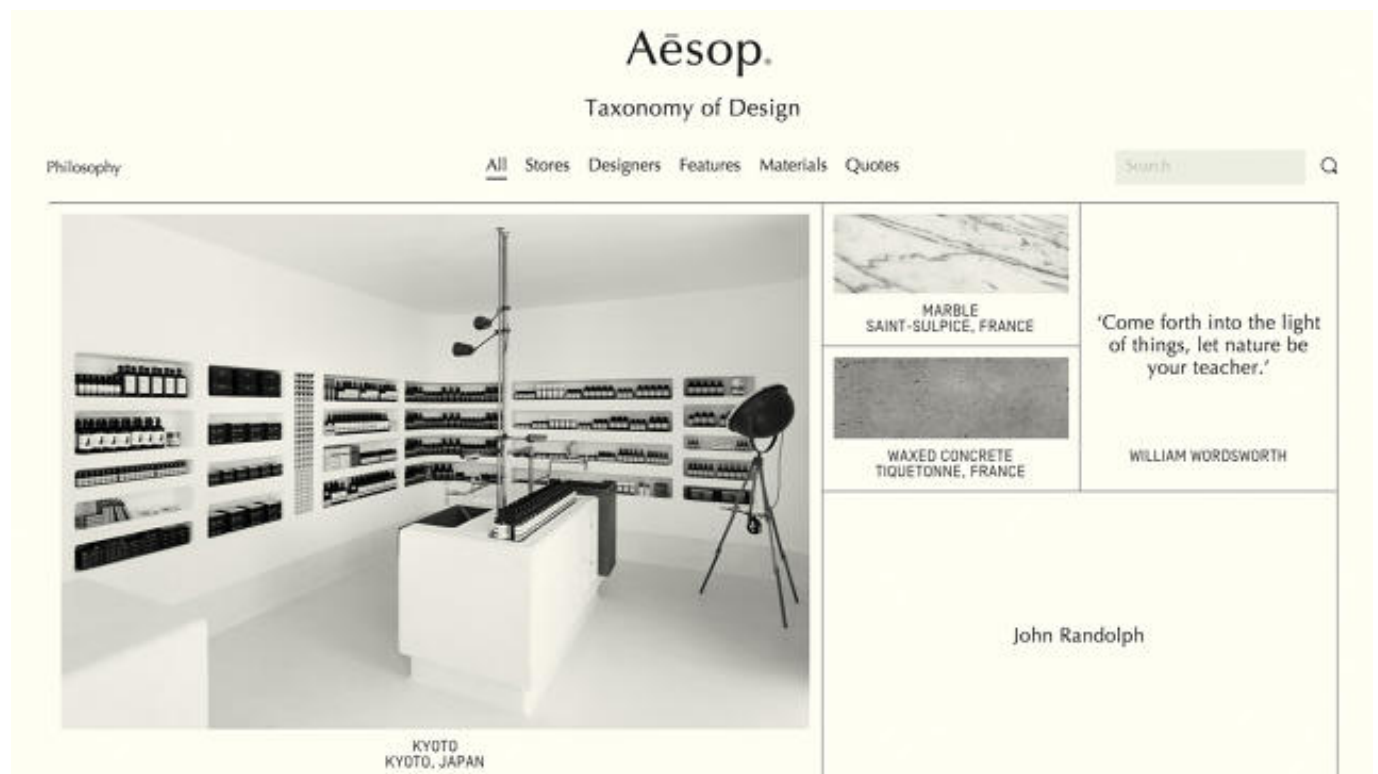 Aēsop.
Taxonomy of Design
Philosophy
All Stores Designers Features Materials Quotes
Search
MARBLE
SAINT-SULPICE, FRANCE
‘Come forth into the light
of things, let nature be
your teacher.’
WAXED CONCRETE
TIQUETONNE, FRANCE
WILLIAM WORDSWORTH
John Randolph
KYOTO
KYOTO, JAPAN